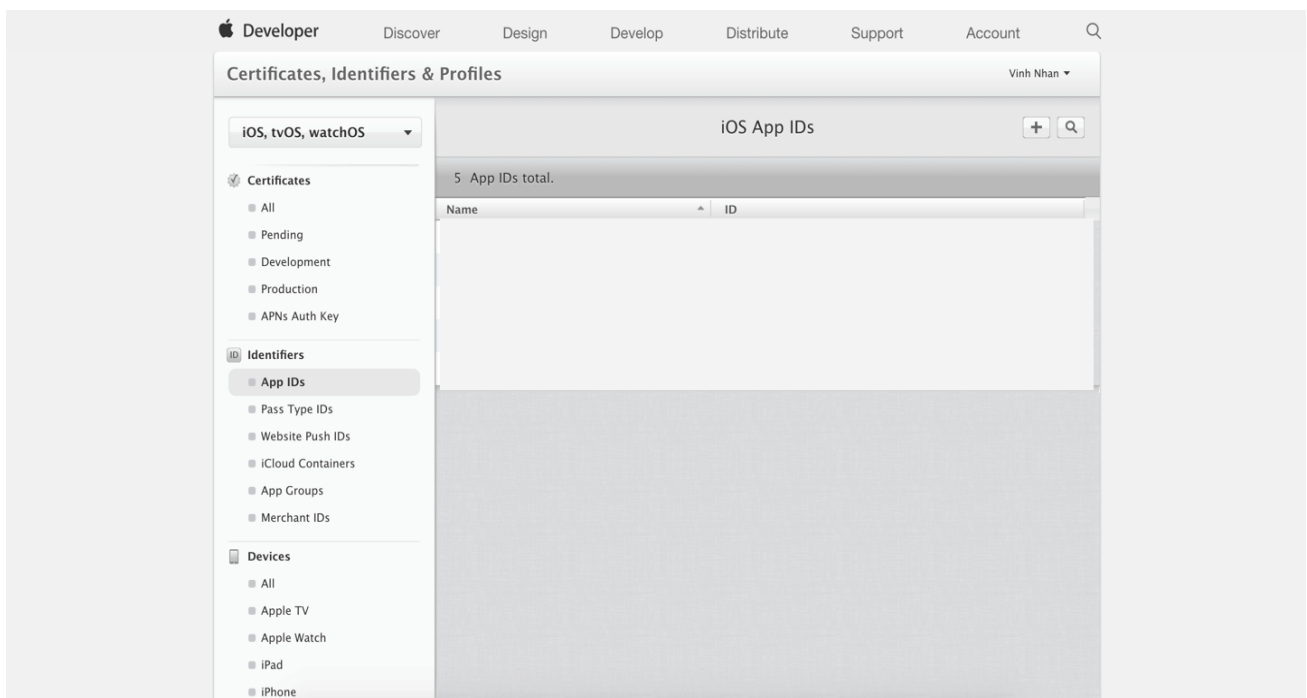 Developer Discover Design Develop Distribute Support Account
Certificates, Identifiers & Profiles
Vinh Nhan
iOS, tvOS, watchOS
iOS App IDs
5 App IDs total.
Name ID
Certificates
All
Pending
Development
Production
APNs Auth Key
ID Identifiers
App IDs
Pass Type IDs
Website Push IDs
iCloud Containers
App Groups
Merchant IDs
Devices
All
Apple TV
Apple Watch
iPad
iPhone